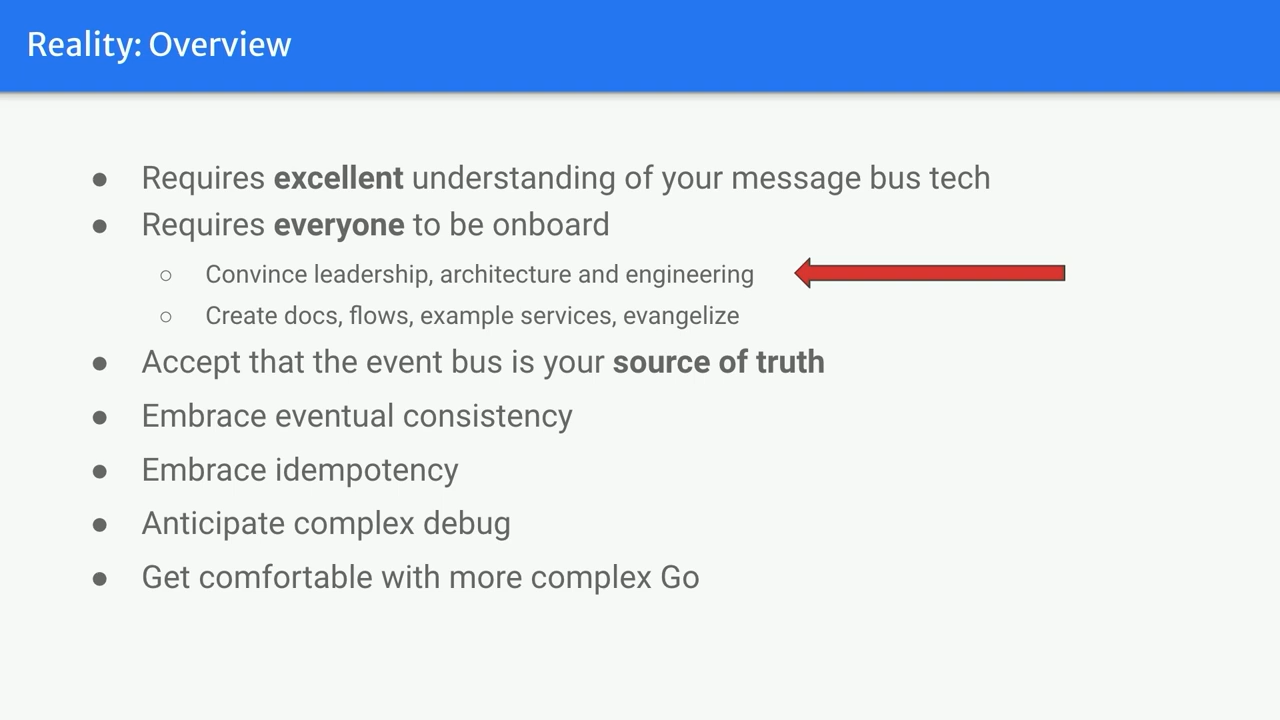 Reality: Overview
● Requires excellent understanding of your message bus tech
● Requires everyone to be onboard
○ Convince leadership, architecture and engineering
○ Create docs, flows, example services, evangelize
● Accept that the event bus is your source of truth
● Embrace eventual consistency
● Embrace idempotency
● Anticipate complex debug
● Get comfortable with more complex Go